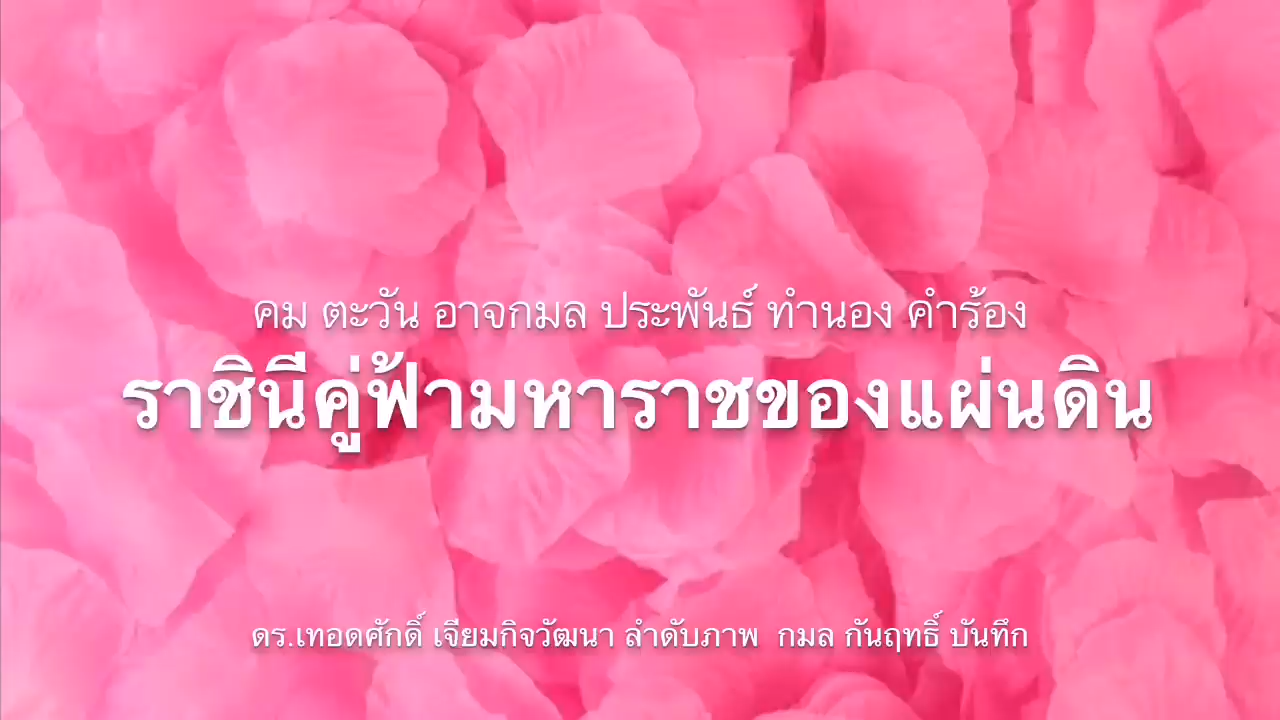 คม ตะวัน อาจกมล ประพันธ์ ทำนอง คำร้อง
ราชินีคู่ฟ้ามหาราชของแผ่นดิน
ดร.เทอดศักดิ์ เจียมกิจวัฒนา ลำดับภาพ กมล กันฤทธิ์ บันทึก